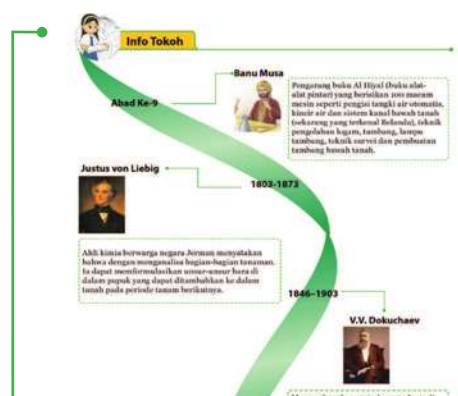 Info Tokoh
Banu Musa
Abad Ke-9
Pengarang buku Al Hiyal (buku alat-
alat pintar) yang berisikan 100 macam
mesin seperti pengisi tangki air otomatis,
kincir air dan sistem kanal bawah tanah
(sekarang yang terkenal Belanda), teknik
pengolahan logam, tambang, lampu
tambang, teknik survei dan pembuatan
tambang bawah tanah.
Justus von Liebig
1803-1873
Ahli kimia berwarga negara Jerman menyatakan
bahwa dengan menganalisa bagian-bagian tanaman.
Ia dapat memformulasikan unsur-unsur hara di
dalam pupuk yang dapat ditambahkan ke dalam
tanah pada periode tanam berikutnya.
1846–1903
V.V. Dokuchaev